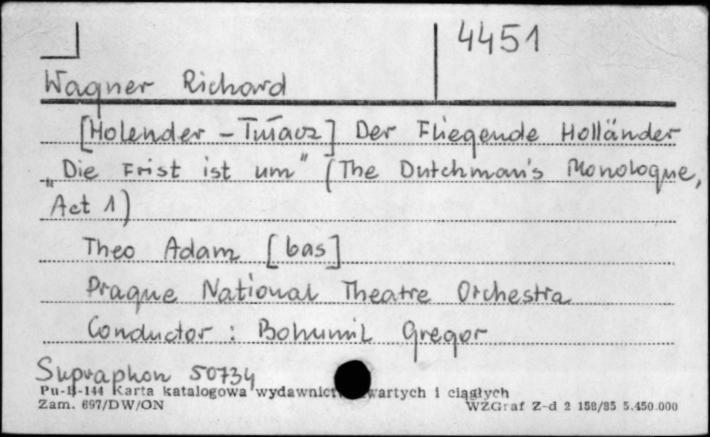 4451
Wagner Richard
[Holender – Tułacz] Der Fliegende Holländer
„Die Frist ist um" (The Dutchman's Monologue,
Act 1)
Theo Adam [bas]
Prague National Theatre Orchestra
Conductor : Bohumil Gregor
Supraphon 50734
Pu-B-144 Karta katalogowa wydawnictw zwartych i ciągłych
Zam. 697/DW/ON WZGraf Z-d 2 158/85 5.450.000